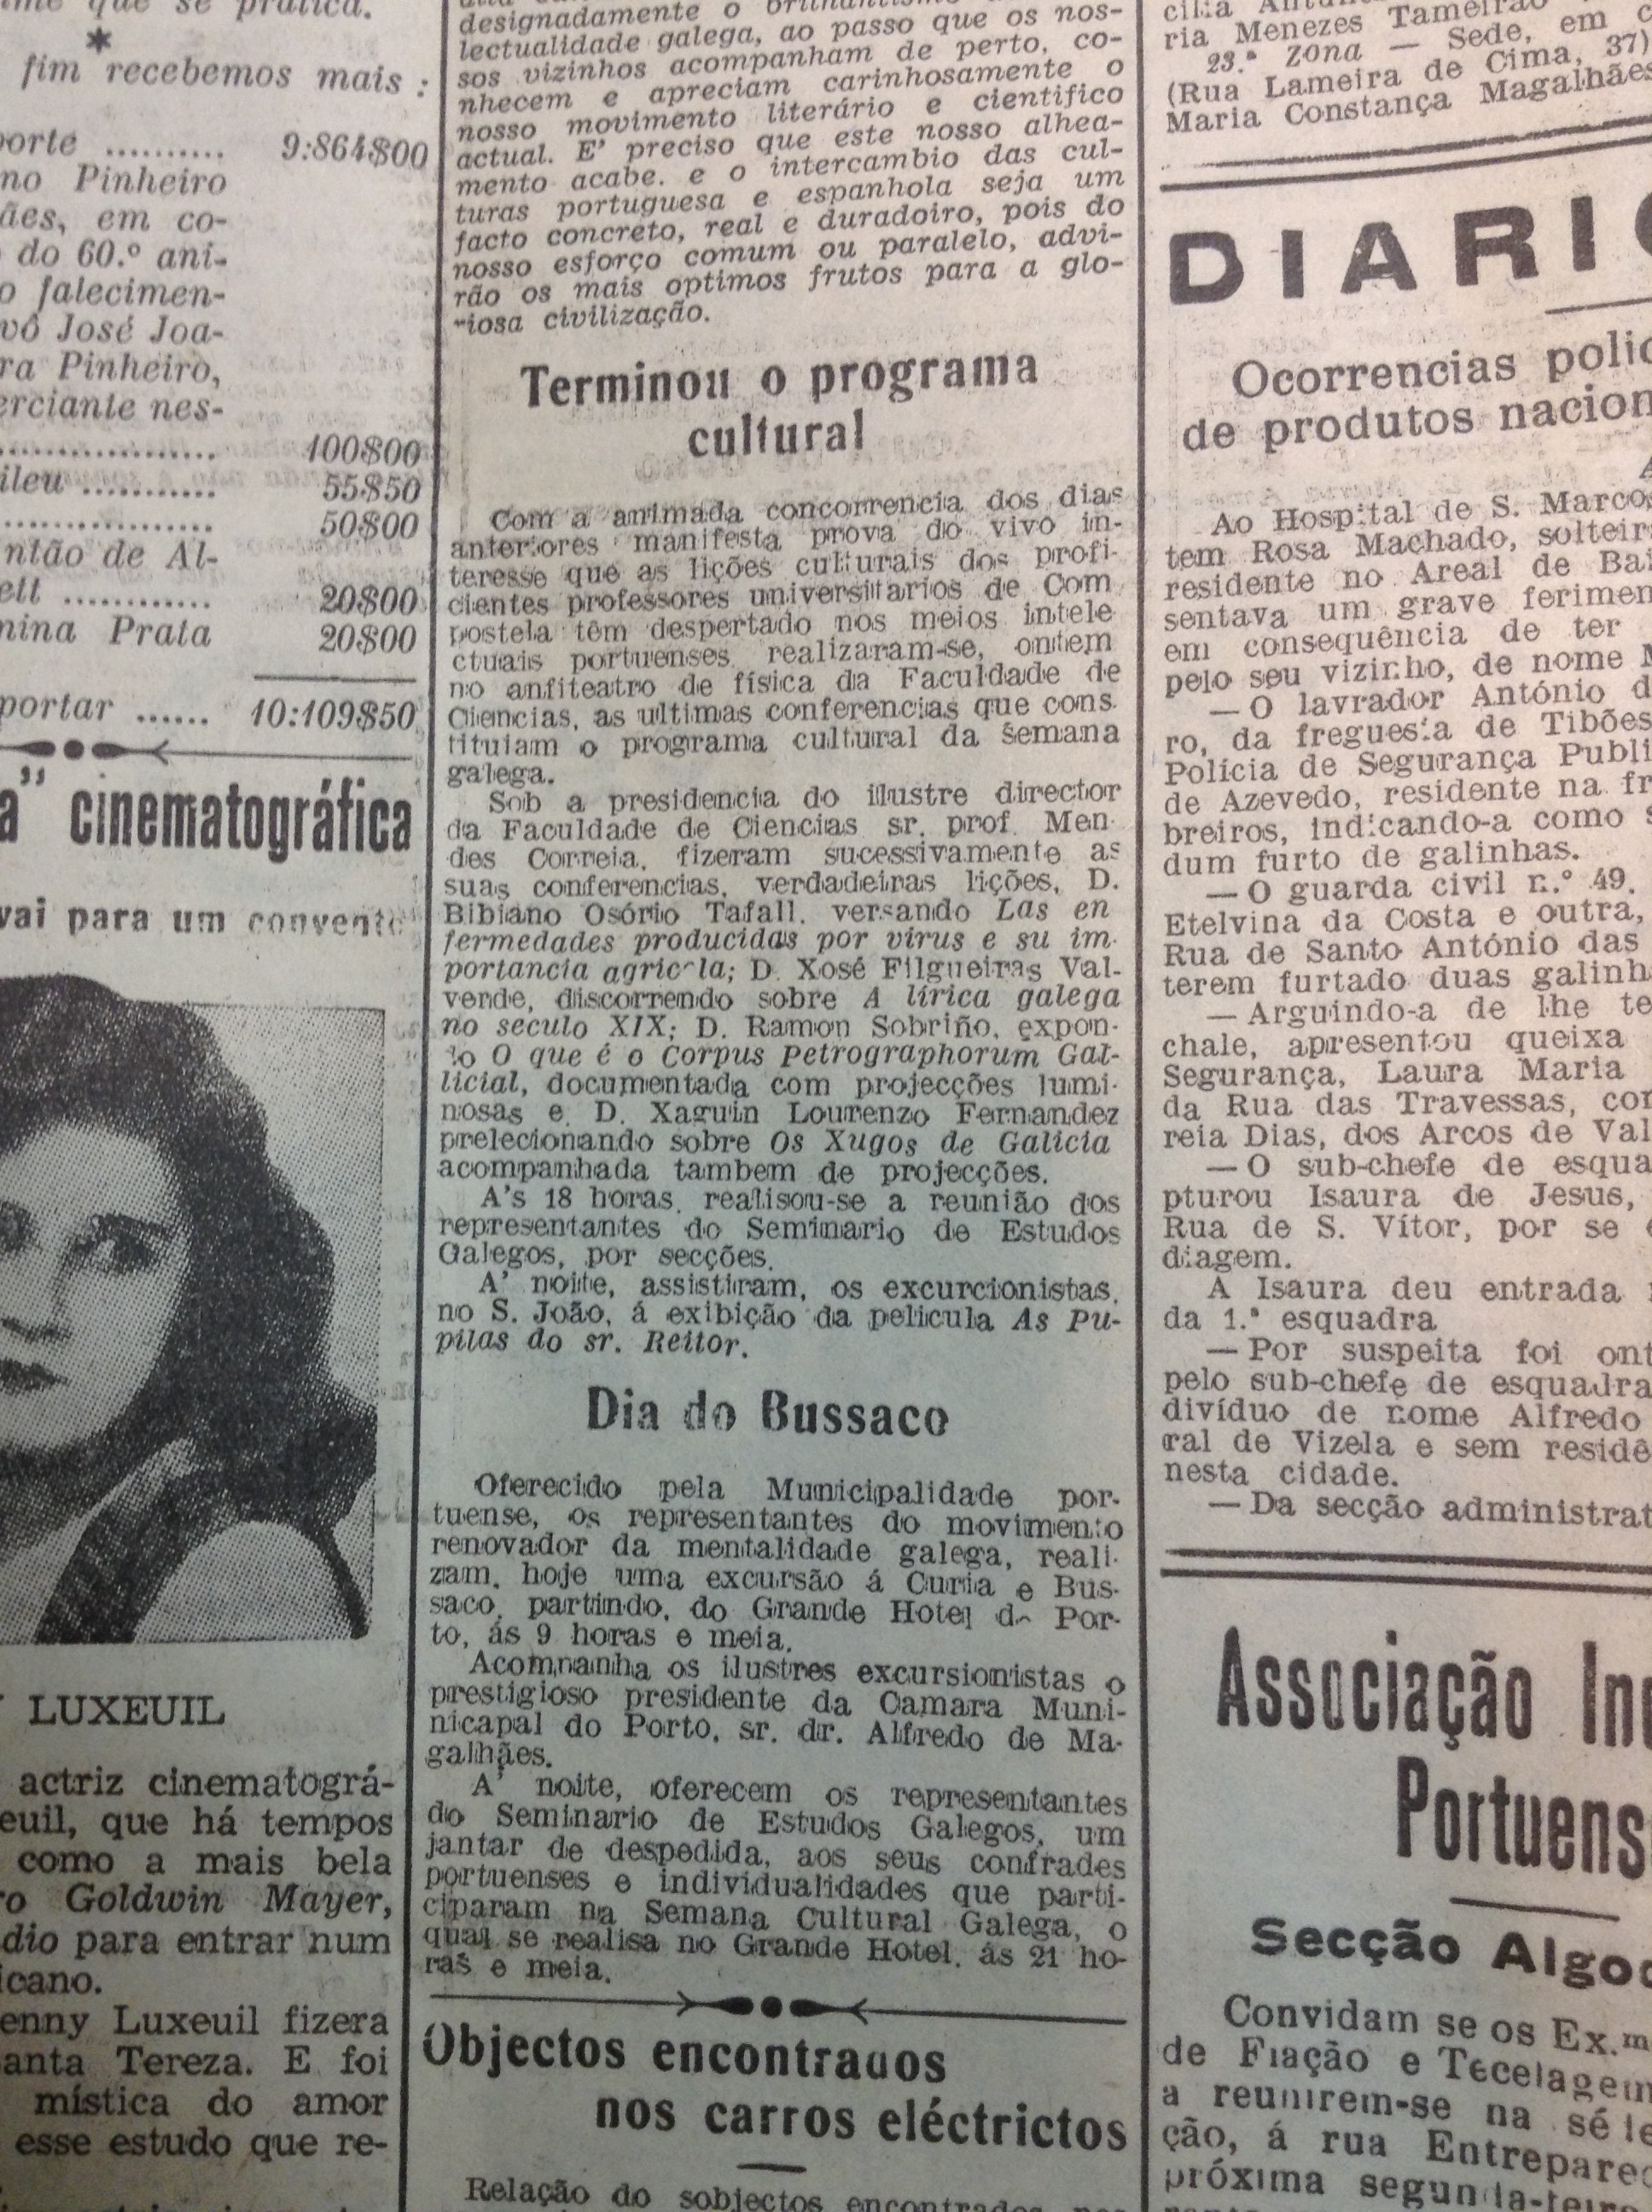 que se pratica.
*
fim recebemos mais :
9:864$00
no Pinheiro
ães, em co-
do 60.º ani-
o falecimen-
vô José Joa-
ra Pinheiro,
erciante nes-
100$00
ileu ........... 55$50
50$00
ntão de Al-
ell ............ 20$00
nina Prata 20$00
portar ...... 10:109$50
a” cinematográfica
vai para um convento
LUXEUIL
actriz cinematográ-
euil, que há tempos
como a mais bela
ro Goldwin Mayer,
dio para entrar num
icano.
enny Luxeuil fizera
anta Tereza. E foi
mística do amor
esse estudo que re-
designadamente o
lectualidade galega, ao passo que os nos-
sos vizinhos acompanham de perto, co-
nhecem e apreciam carinhosamente o
nosso movimento literário e cientifico
actual. E' preciso que este nosso alhea-
mento acabe. e o intercambio das cul-
turas portuguesa e espanhola seja um
facto concreto, real e duradoiro, pois do
nosso esforço comum ou paralelo, advi-
rão os mais optimos frutos para a glo-
riosa civilização.
Terminou o programa
cultural
Com a animada concorrencia dos dias
anteriores manifesta prova do vivo in-
teresse que as lições culturais dos profi-
cientes professores universitarios de Com
postela têm despertado nos meios intele
ctuais portuenses. realizaram-se, ontem
no anfiteatro de física da Faculdade de
Ciencias, as ultimas conferencias que cons-
tituiam o programa cultural da Semana
galega.
Sob a presidencia do illustre director
da Faculdade de Ciencias sr. prof. Men-
des Correia, fizeram sucessivamente as
suas conferencias, verdadeiras lições, D.
Bibiano Osório Tafall. versando Las en
fermedades producidas por virus e su im-
portancia agricola; D. Xosé Filgueiras Val-
verde, discorrendo sobre A lírica galega
no seculo XIX; D. Ramon Sobriño, expon-
do O que é o Corpus Petrographorum Gal-
licial, documentada com projecções lumi-
nosas e D. Xaquin Lourenzo Fernandez
prelecionando sobre Os Xugos de Galicia
acompanhada tambem de projecções.
A's 18 horas, realisou-se a reunião dos
representantes do Seminario de Estudos
Galegos, por secções.
A' noite, assistiram, os excurcionistas,
no S. João, á exibição da pelicula As Pu-
pilas do sr. Reitor.
Dia do Bussaco
Oferecido pela Municipalidade por-
tuense, os representantes do movimento
renovador da mentalidade galega, reali-
zam, hoje uma excursão á Curia e Bus-
saco, partindo, do Grande Hotel do Por-
to, ás 9 horas e meia.
Acompanha os ilustres excursionistas o
prestigioso presidente da Camara Muni-
nicapal do Porto, sr. dr. Alfredo de Ma-
galhães.
A' noite, oferecem os representantes
do Seminario de Estudos Galegos, um
jantar de despedida, aos seus confrades
portuenses e individualidades que parti-
ciparam na Semana Cultural Galega, o
qual se realisa no Grande Hotel, ás 21 ho-
ras e meia.
Objectos encontrados
nos carros eléctrictos
Relação do sobjectos encontrados nos
ria Menezes Tameirão
23.ª Zona — Sede, em
(Rua Lameira de Cima, 37)
Maria Constança Magalhães
DIARIO
Ocorrencias polic
de produtos nacion
Ao Hospital de S. Marcos
tem Rosa Machado, solteir
residente no Areal de Bai
sentava um grave ferimen
em consequência de ter
pelo seu vizinho, de nome M
—O lavrador António d
ro, da freguesia de Tibões
Polícia de Segurança Publi
de Azevedo, residente na fr
breiros, indicando-a como s
dum furto de galinhas.
—O guarda civil n.º 49,
Etelvina da Costa e outra,
Rua de Santo António das
terem furtado duas galinh
—Arguindo-a de lhe te
chale, apresentou queixa
Segurança, Laura Maria
da Rua das Travessas, con
reia Dias, dos Arcos de Val
—O sub-chefe de esqua
pturou Isaura de Jesus,
Rua de S. Vítor, por se
diagem.
A Isaura deu entrada
da 1.ª esquadra
—Por suspeita foi ont
pelo sub-chefe de esquadra
divíduo de nome Alfredo
ral de Vizela e sem residê
nesta cidade.
—Da secção administrat
Associação In
Portuens
Secção Algod
Convidam se os Ex.m
de Fiação e Tecelagem
a reunirem-se na sé
ção, á rua Entrepared
próxima segunda-feira